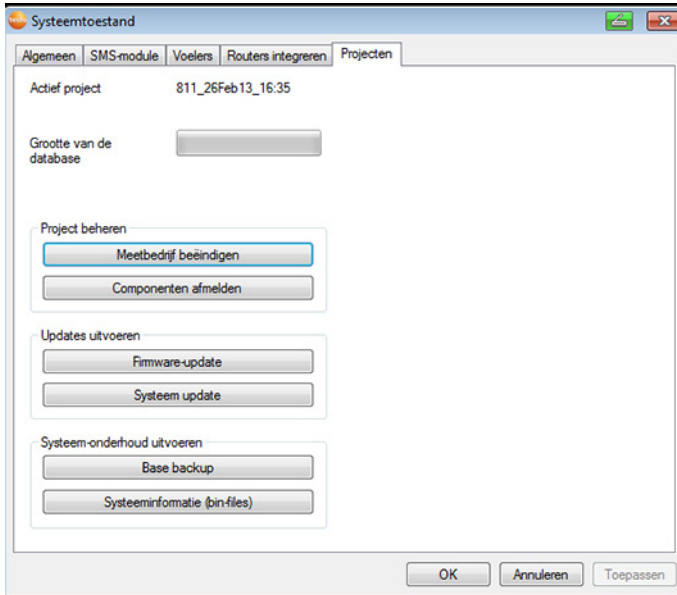 Systeemtoestand
Algemeen SMS-module Voelers Routers integreren Projecten
Actief project 811_26Feb13_16:35
Grootte van de
database
Project beheren
Meetbedrijf beëindigen
Componenten afmelden
Updates uitvoeren
Firmware-update
Systeem update
Systeem-onderhoud uitvoeren
Base backup
Systeeminformatie (bin-files)
OK Annuleren Toepassen